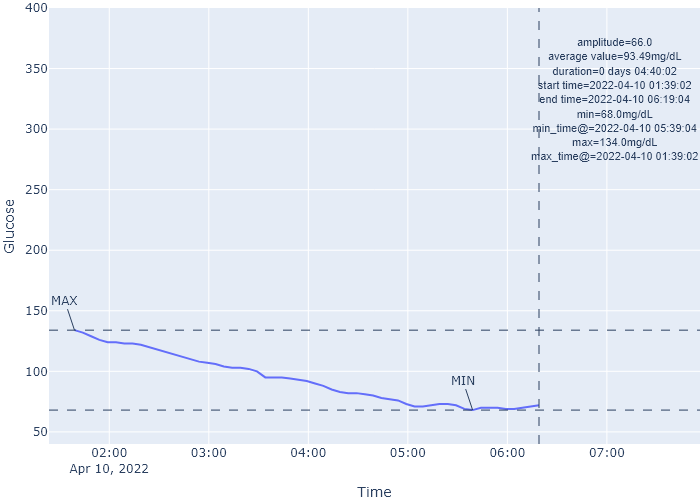 400
350
300
250
200
150
100
50
Glucose
amplitude=66.0
average value=93.49mg/dL
duration=0 days 04:40:02
start time=2022-04-10 01:39:02
end time=2022-04-10 06:19:04
min=68.0mg/dL
min_time@=2022-04-10 05:39:04
max=134.0mg/dL
max_time@=2022-04-10 01:39:02
MAX
MIN
02:00 03:00 04:00 05:00 06:00 07:00
Apr 10, 2022
Time